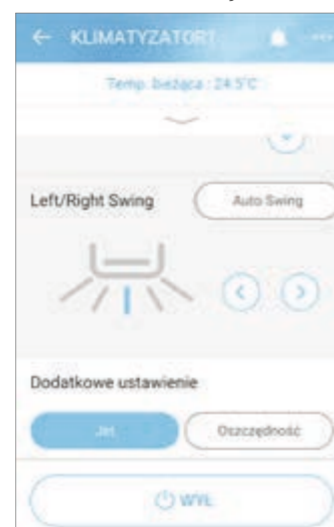 KLIMATYZATOR1
Temp. bieżąca : 24.5°C
Left/Right Swing
Auto Swing
Dodatkowe ustawienie
Jet
Oszczędność
WYŁ.